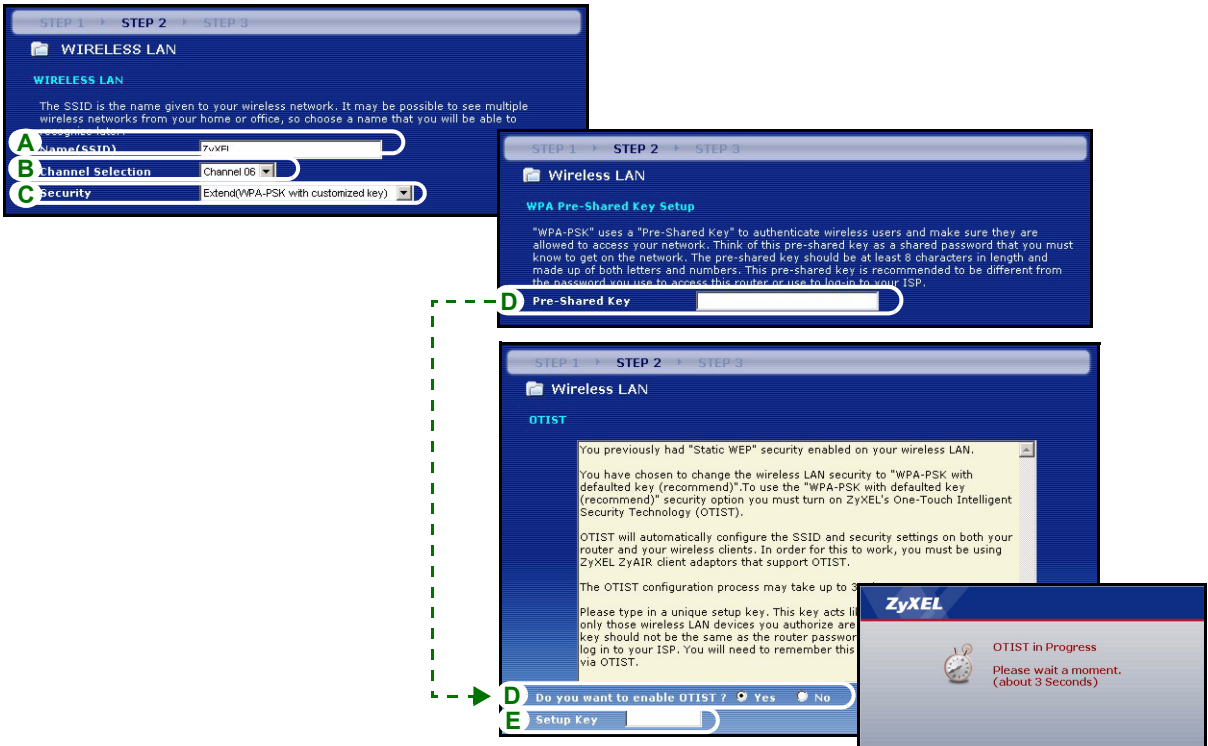 STEP 1 STEP 2 STEP 3
WIRELESS LAN
WIRELESS LAN
The SSID is the name given to your wireless network. It may be possible to see multiple
wireless networks from your home or office, so choose a name that you will be able to
recognize later.
A Name(SSID) ZyXEL
B Channel Selection Channel 06
C Security Extend(WPA-PSK with customized key)
STEP 1 STEP 2 STEP 3
Wireless LAN
WPA Pre-Shared Key Setup
"WPA-PSK" uses a "Pre-Shared Key" to authenticate wireless users and make sure they are
allowed to access your network. Think of this pre-shared key as a shared password that you must
know to get on the network. The pre-shared key should be at least 8 characters in length and
made up of both letters and numbers. This pre-shared key is recommended to be different from
the password you use to access this router or use to log-in to your ISP.
D Pre-Shared Key
STEP 1 STEP 2 STEP 3
Wireless LAN
OTIST
You previously had "Static WEP" security enabled on your wireless LAN.
You have chosen to change the wireless LAN security to "WPA-PSK with
defaulted key (recommend)".To use the "WPA-PSK with defaulted key
(recommend)" security option you must turn on ZyXEL's One-Touch Intelligent
Security Technology (OTIST).
OTIST will automatically configure the SSID and security settings on both your
router and your wireless clients. In order for this to work, you must be using
ZyXEL ZyAIR client adaptors that support OTIST.
The OTIST configuration process may take up to 3
Please type in a unique setup key. This key acts
only those wireless LAN devices you authorize are
key should not be the same as the router
log in to your ISP. You will need to remember this
via OTIST.
D Do you want to enable OTIST ? Yes No
E Setup Key
ZyXEL
OTIST in Progress
Please wait a moment.
(about 3 Seconds)